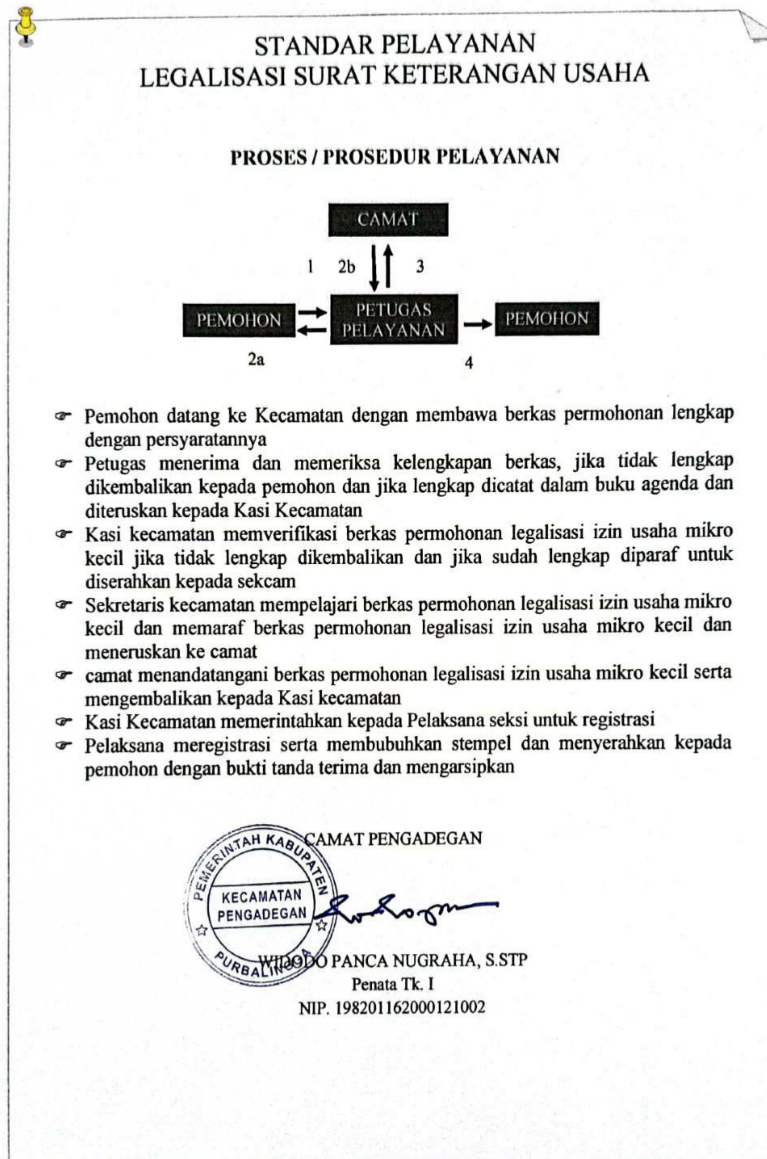 STANDAR PELAYANAN
LEGALISASI SURAT KETERANGAN USAHA
PROSES / PROSEDUR PELAYANAN
CAMAT
1 2b 3
PEMOHON
PETUGAS
PELAYANAN
PEMOHON
2a 4
☞ Pemohon datang ke Kecamatan dengan membawa berkas permohonan lengkap
dengan persyaratannya
☞ Petugas menerima dan memeriksa kelengkapan berkas, jika tidak lengkap
dikembalikan kepada pemohon dan jika lengkap dicatat dalam buku agenda dan
diteruskan kepada Kasi Kecamatan
☞ Kasi kecamatan memverifikasi berkas permohonan legalisasi izin usaha mikro
kecil jika tidak lengkap dikembalikan dan jika sudah lengkap diparaf untuk
diserahkan kepada sekcam
☞ Sekretaris kecamatan mempelajari berkas permohonan legalisasi izin usaha mikro
kecil dan memaraf berkas permohonan legalisasi izin usaha mikro kecil dan
meneruskan ke camat
☞ camat menandatangani berkas permohonan legalisasi izin usaha mikro kecil serta
mengembalikan kepada Kasi kecamatan
☞ Kasi Kecamatan memerintahkan kepada Pelaksana seksi untuk registrasi
☞ Pelaksana meregistrasi serta membubuhkan stempel dan menyerahkan kepada
pemohon dengan bukti tanda terima dan mengarsipkan
CAMAT PENGADEGAN
PEMERINTAH KABUPATEN
KECAMATAN
PENGADEGAN
PURBALINGGA
WIDODO PANCA NUGRAHA, S.STP
Penata Tk. I
NIP. 198201162000121002